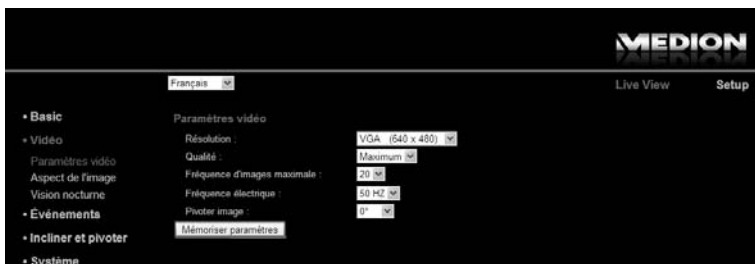 MEDION
Français
Live View Setup
• Basic
• Vidéo
Paramètres vidéo
Aspect de l'image
Vision nocturne
• Événements
• Incliner et pivoter
• Système
Paramètres vidéo
Résolution : VGA (640 x 480)
Qualité : Maximum
Fréquence d'images maximale : 20
Fréquence électrique : 50 HZ
Pivoter image : 0°
Mémoriser paramètres